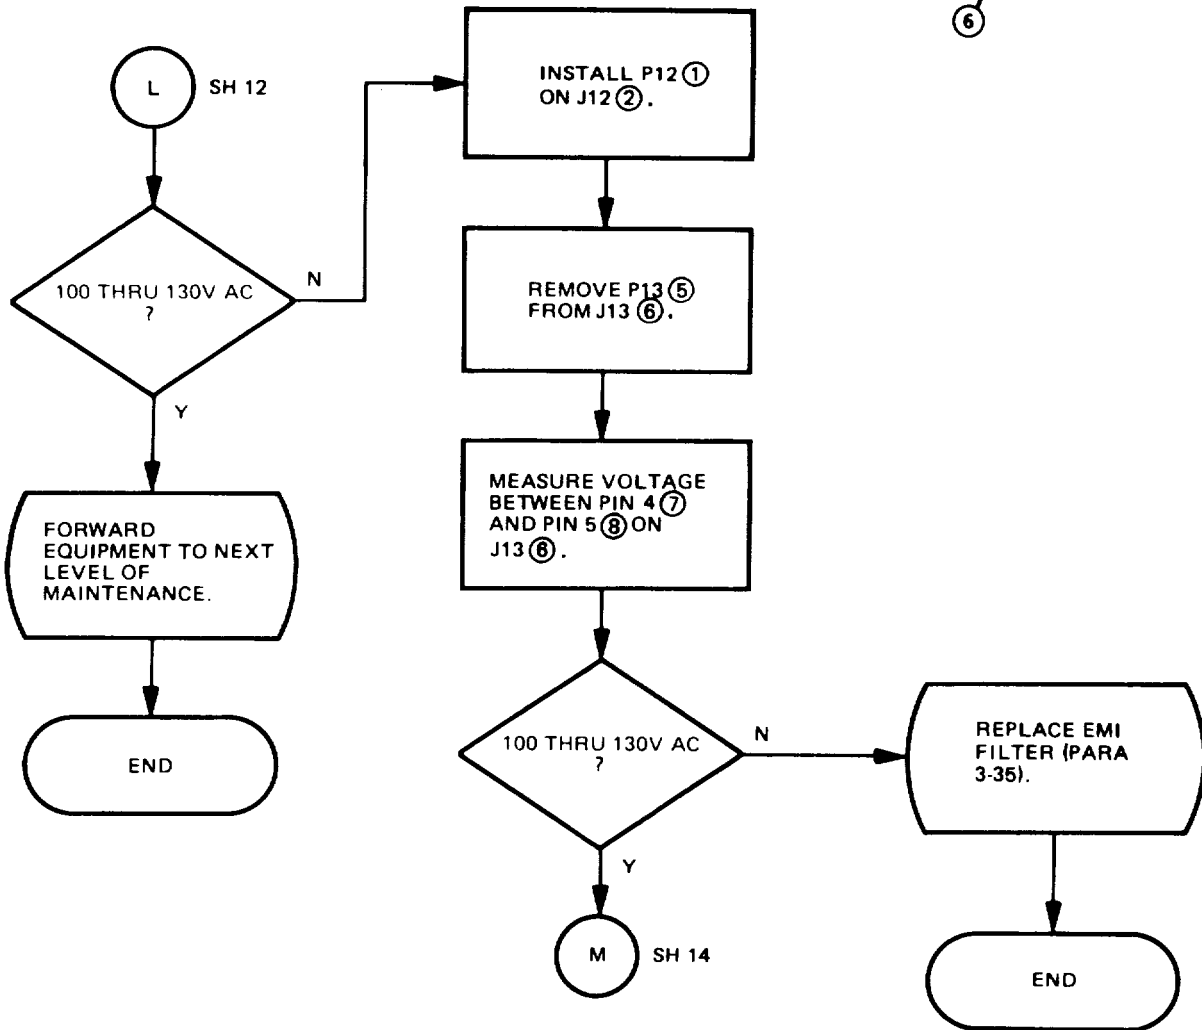 6
L SH 12
100 THRU 130V AC
?
N
Y
FORWARD
EQUIPMENT TO NEXT
LEVEL OF
MAINTENANCE.
END
INSTALL P12 ①
ON J12 ②.
REMOVE P13 ⑤
FROM J13 ⑥.
MEASURE VOLTAGE
BETWEEN PIN 4 ⑦
AND PIN 5 ⑧ ON
J13 ⑥.
100 THRU 130V AC
?
N
Y
M SH 14
REPLACE EMI
FILTER (PARA
3-35).
END